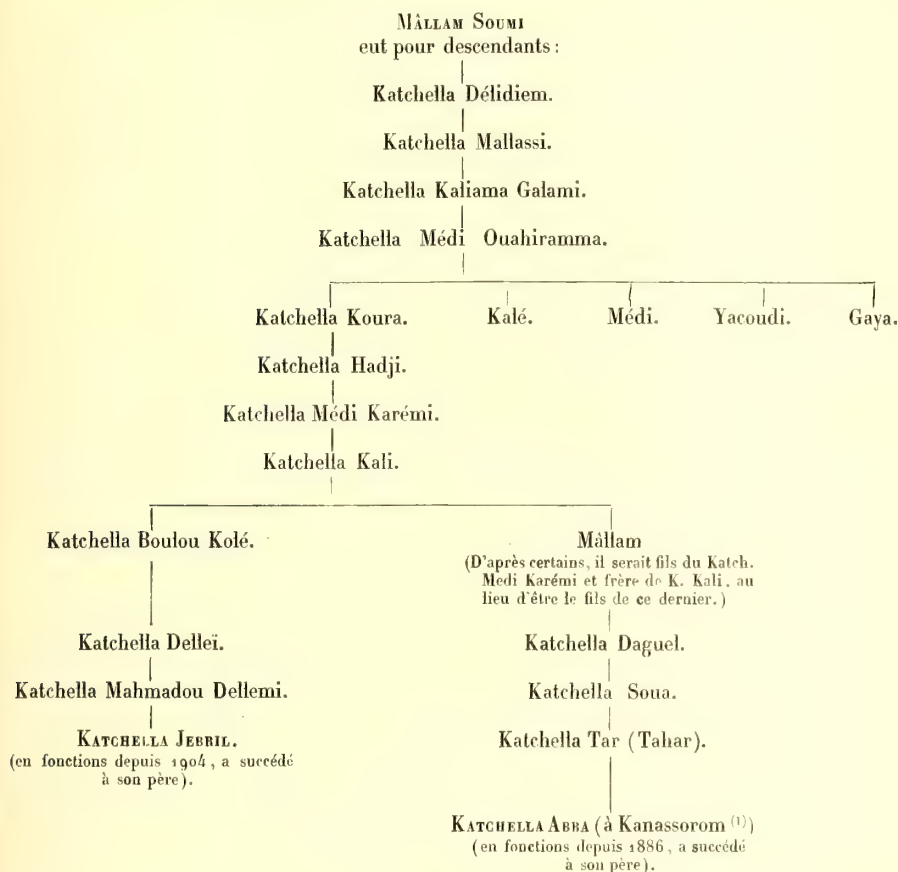 MÂLLAM SOUMI
eut pour descendants :
Katchella Délidiem.
Katchella Mallassi.
Katchella Kaliama Galami.
Katchella Médi Ouahiramma.
Katchella Koura. Kalé. Médi. Yacoudi. Gaya.
Katchella Hadji.
Katchella Médi Karémi.
Katchella Kali.
Katchella Boulou Kolé. Mâllam
(D'après certains, il serait fils du Katch.
Medi Karémi et frère de K. Kali, au
lieu d'être le fils de ce dernier.)
Katchella Delleï. Katchella Daguel.
Katchella Mahmadou Dellemi. Katchella Soua.
KATCHELLA JEBRIL. Katchella Tar (Tahar).
(en fonctions depuis 1904, a succédé
à son père).
KATCHELLA ABBA (à Kanassorom (1))
(en fonctions depuis 1886, a succédé
à son père).